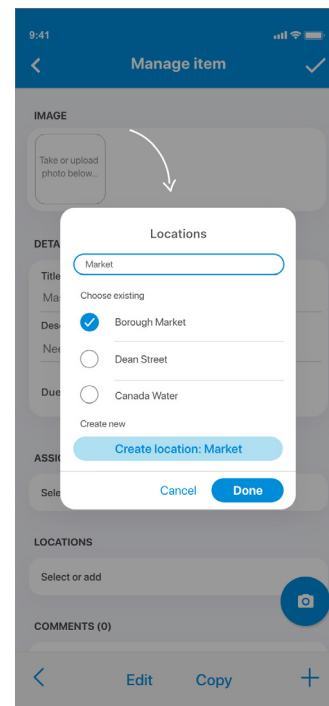 9:41
Manage item
IMAGE
Take or upload
photo below...
Locations
DETA
Market
Title
Choose existing
Ma
Borough Market
Des
Dean Street
Ne
Due
Canada Water
Create new
Create location: Market
ASSI
Sele
Cancel
Done
LOCATIONS
Select or add
COMMENTS (0)
Edit
Copy